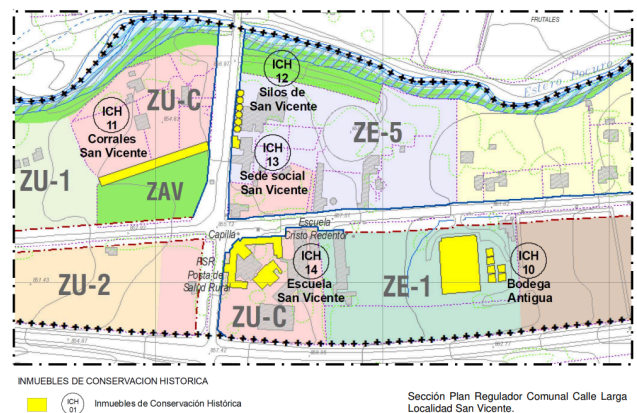 FRUTALES
Estero Pocuro
ICH
12
Silos de
San Vicente
ZU-C
ICH
11
Corrales
San Vicente
ZE-5
ICH
13
Sede social
San Vicente
ZU-1
ZAV
Escuela
Capilla
Cristo Redentor
RSR
Posta de
Salud Rural
ICH
14
Escuela
San Vicente
ICH
10
Bodega
Antigua
ZU-2
ZE-1
ZU-C
INMUEBLES DE CONSERVACION HISTORICA
ICH
01
Inmuebles de Conservación Histórica
Sección Plan Regulador Comunal Calle Larga
Localidad San Vicente.